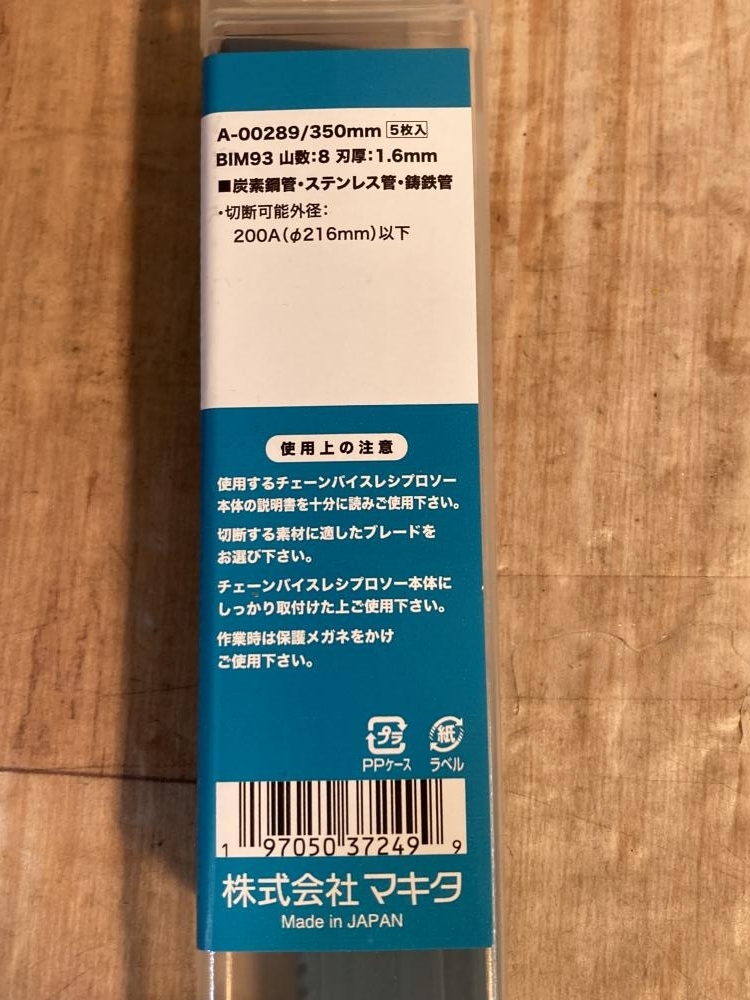 A-00289/350mm 5枚入
BIM93 山数:8 刃厚:1.6mm
■炭素鋼管・ステンレス管・鋳鉄管
・切断可能外径:
200A(φ216mm)以下
使用上の注意
使用するチェーンバイスレシプロソー
本体の説明書を十分に読みご使用下さい。
切断する素材に適したブレードを
お選び下さい。
チェーンバイスレシプロソー本体に
しっかり取付けた上ご使用下さい。
作業時は保護メガネをかけ
ご使用下さい。
プラ 紙
PPケース ラベル
1 97050 37249 9
株式会社マキタ
Made in JAPAN